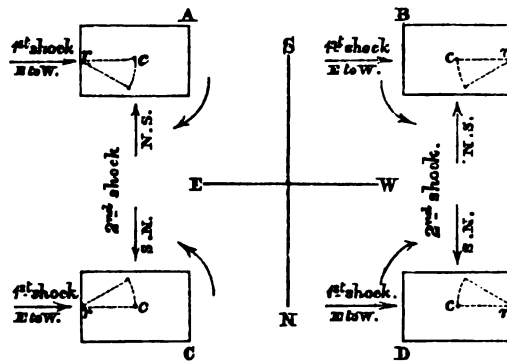 A
B
1st shock
E to W.
r
c
S
1st shock
E to W.
c
r
2nd shock
N.S.
2nd shock.
N.S.
E
W
S.N.
S.N.
1st shock.
E to W.
r
c
N
1st shock.
E to W.
c
r
C
D